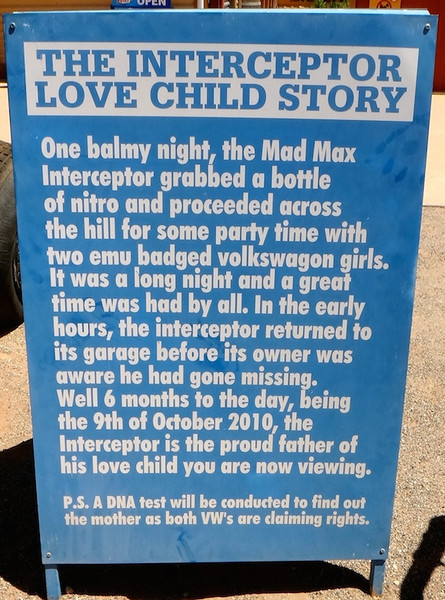 OPEN
THE INTERCEPTOR
LOVE CHILD STORY
One balmy night, the Mad Max
Interceptor grabbed a bottle
of nitro and proceeded across
the hill for some party time with
two emu badged volkswagon girls.
It was a long night and a great
time was had by all. In the early
hours, the interceptor returned to
its garage before its owner was
aware he had gone missing.
Well 6 months to the day, being
the 9th of October 2010, the
Interceptor is the proud father of
his love child you are now viewing.
P.S. A DNA test will be conducted to find out
the mother as both VW's are claiming rights.